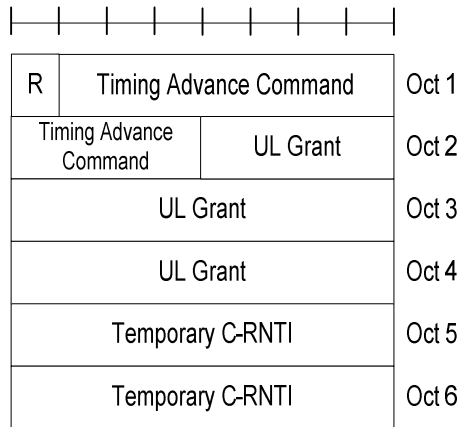 R Timing Advance Command Oct 1
Timing Advance
Command UL Grant Oct 2
UL Grant Oct 3
UL Grant Oct 4
Temporary C-RNTI Oct 5
Temporary C-RNTI Oct 6